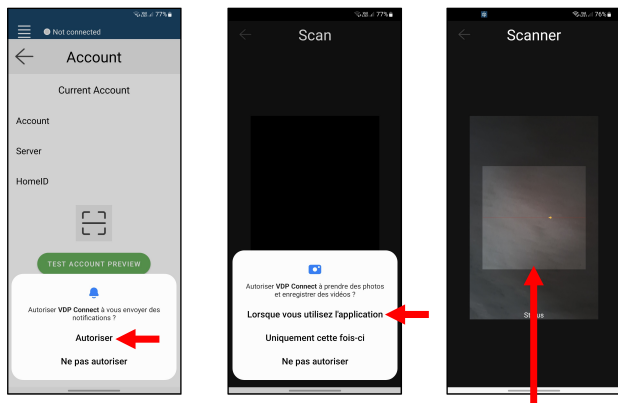 77%
Not connected
Account
Current Account
Account
Server
HomeID
TEST ACCOUNT PREVIEW
Autoriser VDP Connect à vous envoyer des
notifications ?
Autoriser
Ne pas autoriser
77%
Scan
Autoriser VDP Connect à prendre des photos
et enregistrer des vidéos ?
Lorsque vous utilisez l'application
Uniquement cette fois-ci
Ne pas autoriser
76%
Scanner